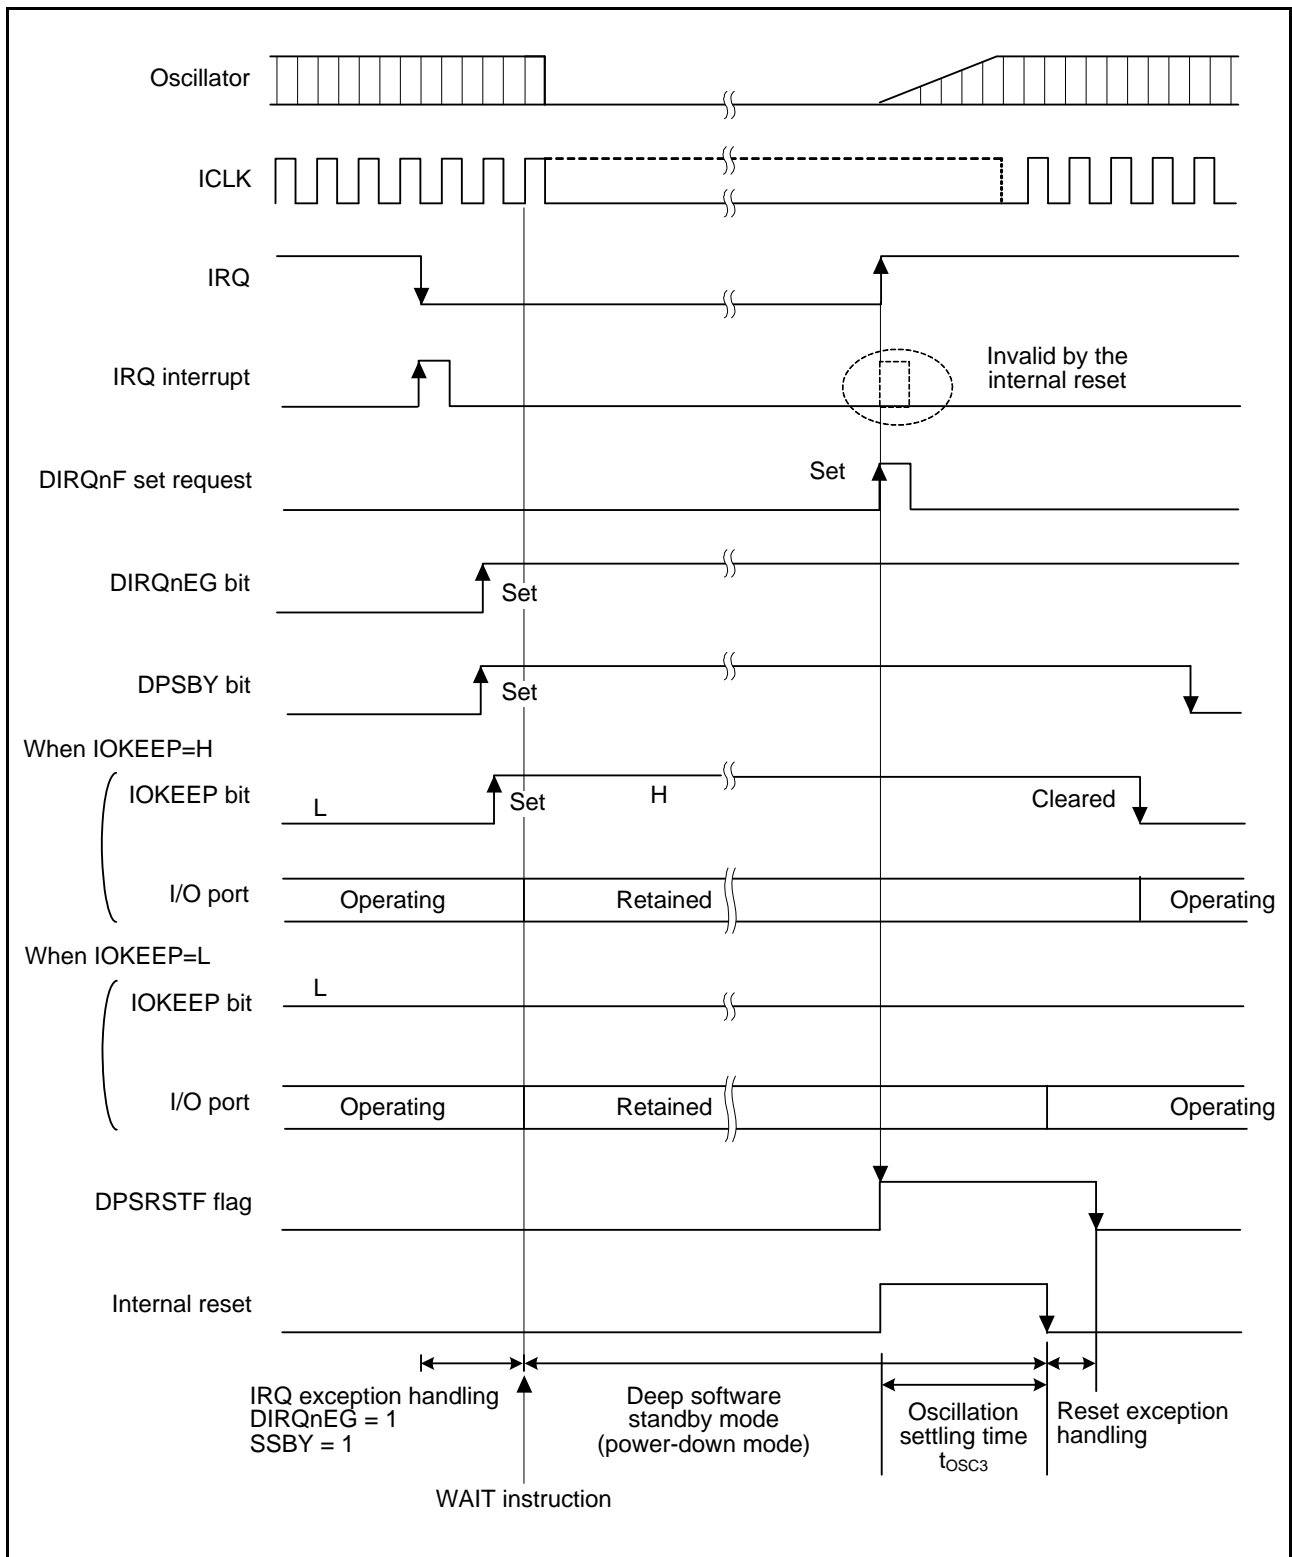 Oscillator
ICLK
IRQ
IRQ interrupt
Invalid by the
internal reset
DIRQnF set request
Set
DIRQnEG bit
Set
DPSBY bit
Set
When IOKEEP=H
IOKEEP bit
L
Set
H
Cleared
I/O port
Operating
Retained
Operating
When IOKEEP=L
IOKEEP bit
L
I/O port
Operating
Retained
Operating
DPSRSTF flag
Internal reset
IRQ exception handling
DIRQnEG = 1
SSBY = 1
Deep software
standby mode
(power-down mode)
Oscillation
settling time
tOSC3
Reset exception
handling
WAIT instruction